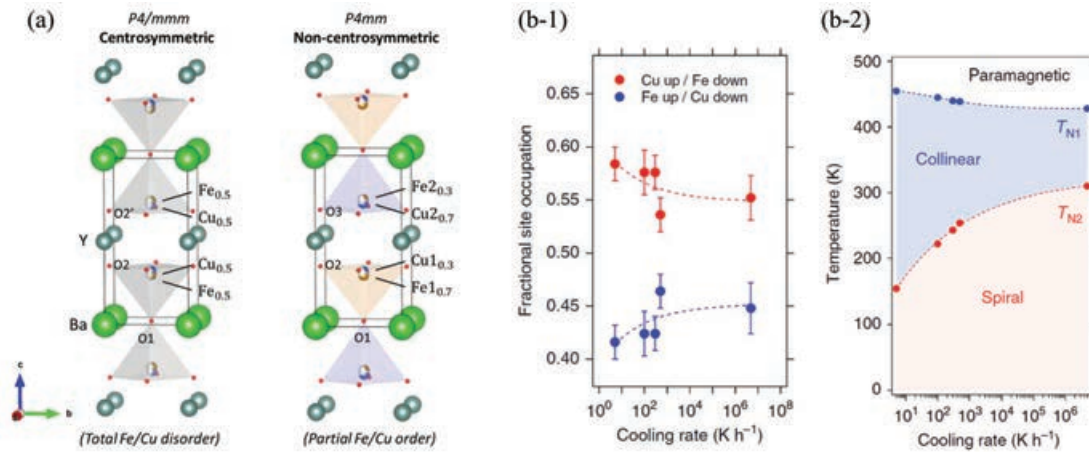 (a)
P4/mmm
Centrosymmetric
P4mm
Non-centrosymmetric
Fe0.5
Cu0.5
O2'
Y
O2
Cu0.5
Fe0.5
Ba
O1
c
b
(Total Fe/Cu disorder)
Fe20.3
Cu20.7
O3
O2
Cu10.3
Fe10.7
O1
(Partial Fe/Cu order)
(b-1)
Cu up / Fe down
Fe up / Cu down
Fractional site occupation
0.65
0.60
0.55
0.50
0.45
0.40
10^0 10^2 10^4 10^6 10^8
Cooling rate (K h^-1)
(b-2)
Temperature (K)
500
400
300
200
100
0
Paramagnetic
TN1
Collinear
TN2
Spiral
10^1 10^2 10^3 10^4 10^5 10^6
Cooling rate (K h^-1)